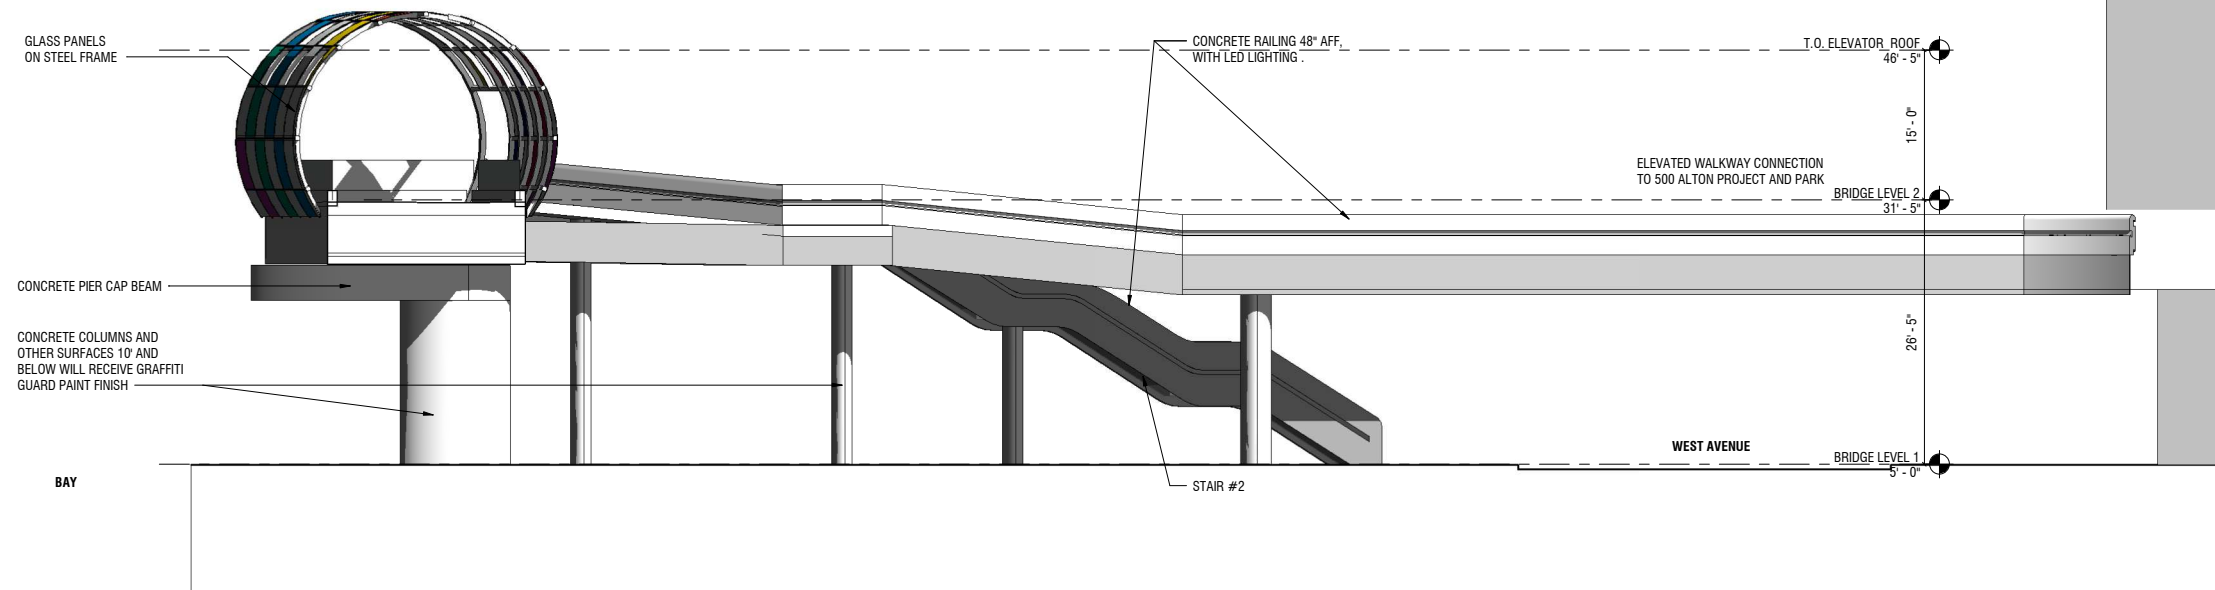 GLASS PANELS
ON STEEL FRAME
CONCRETE RAILING 48" AFF,
WITH LED LIGHTING .
T.O. ELEVATOR ROOF
46' - 5"
15' - 0"
ELEVATED WALKWAY CONNECTION
TO 500 ALTON PROJECT AND PARK
BRIDGE LEVEL 2
31' - 5"
CONCRETE PIER CAP BEAM
CONCRETE COLUMNS AND
OTHER SURFACES 10' AND
BELOW WILL RECEIVE GRAFFITI
GUARD PAINT FINISH
26' - 5"
WEST AVENUE
BRIDGE LEVEL 1
5' - 0"
BAY
STAIR #2